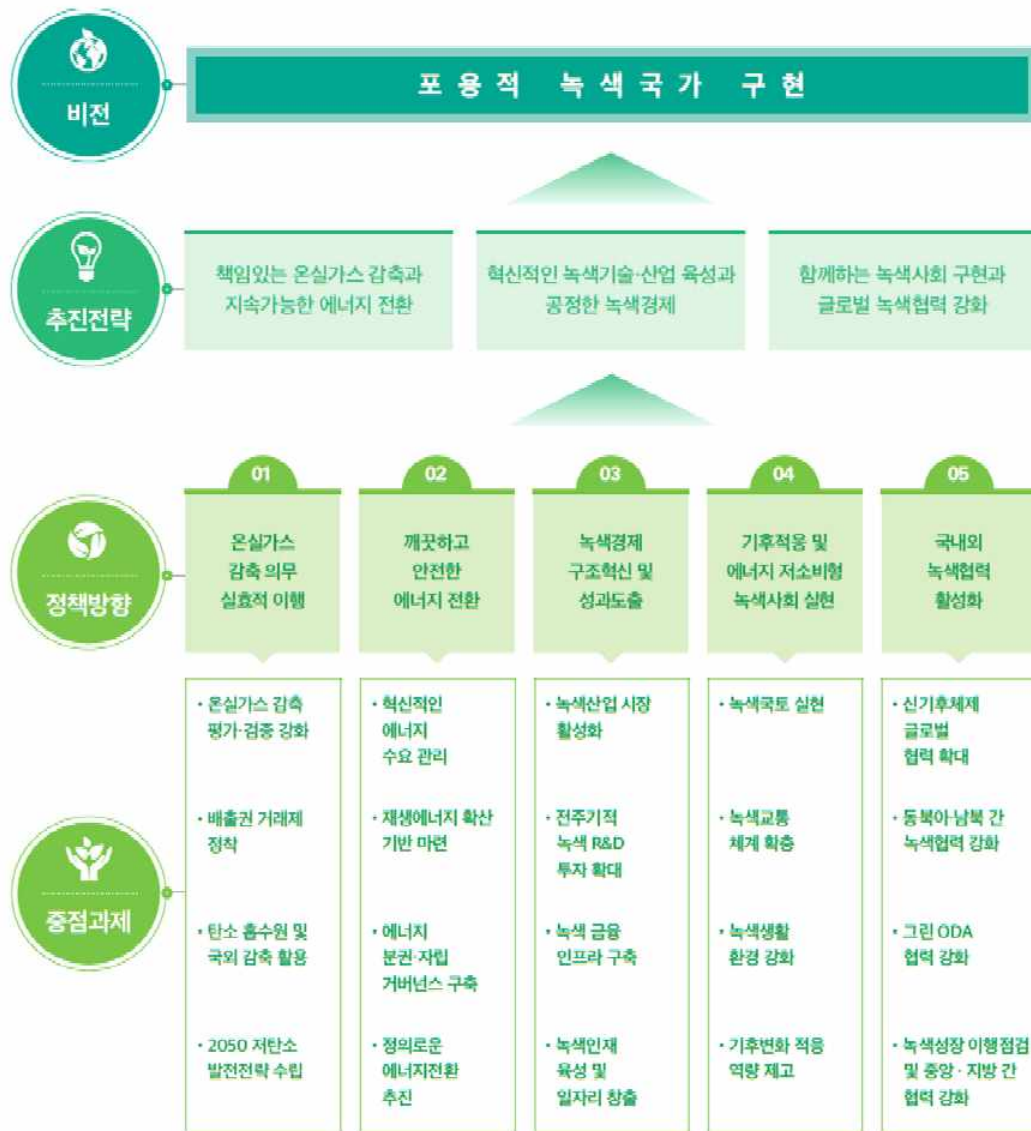 비전
포용적 녹색국가 구현
추진전략
책임있는 온실가스 감축과
지속가능한 에너지 전환
혁신적인 녹색기술·산업 육성과
공정한 녹색경제
함께하는 녹색사회 구현과
글로벌 녹색협력 강화
정책방향
01
온실가스
감축 의무
실효적 이행
02
깨끗하고
안전한
에너지 전환
03
녹색경제
구조혁신 및
성과도출
04
기후적응 및
에너지 저소비형
녹색사회 실현
05
국내외
녹색협력
활성화
중점과제
· 온실가스 감축
평가·검증 강화
· 배출권 거래제
정착
· 탄소 흡수원 및
국외 감축 활용
· 2050 저탄소
발전전략 수립
· 혁신적인
에너지
수요 관리
· 재생에너지 확산
기반 마련
· 에너지
분권·자립
거버넌스 구축
· 정의로운
에너지전환
추진
· 녹색산업 시장
활성화
· 전주기적
녹색 R&D
투자 확대
· 녹색 금융
인프라 구축
· 녹색인재
육성 및
일자리 창출
· 녹색국토 실현
· 녹색교통
체계 확충
· 녹색생활
환경 강화
· 기후변화 적응
역량 제고
· 신기후체제
글로벌
협력 확대
· 동북아·남북 간
녹색협력 강화
· 그린 ODA
협력 강화
· 녹색성장 이행점검
및 중앙 · 지방 간
협력 강화